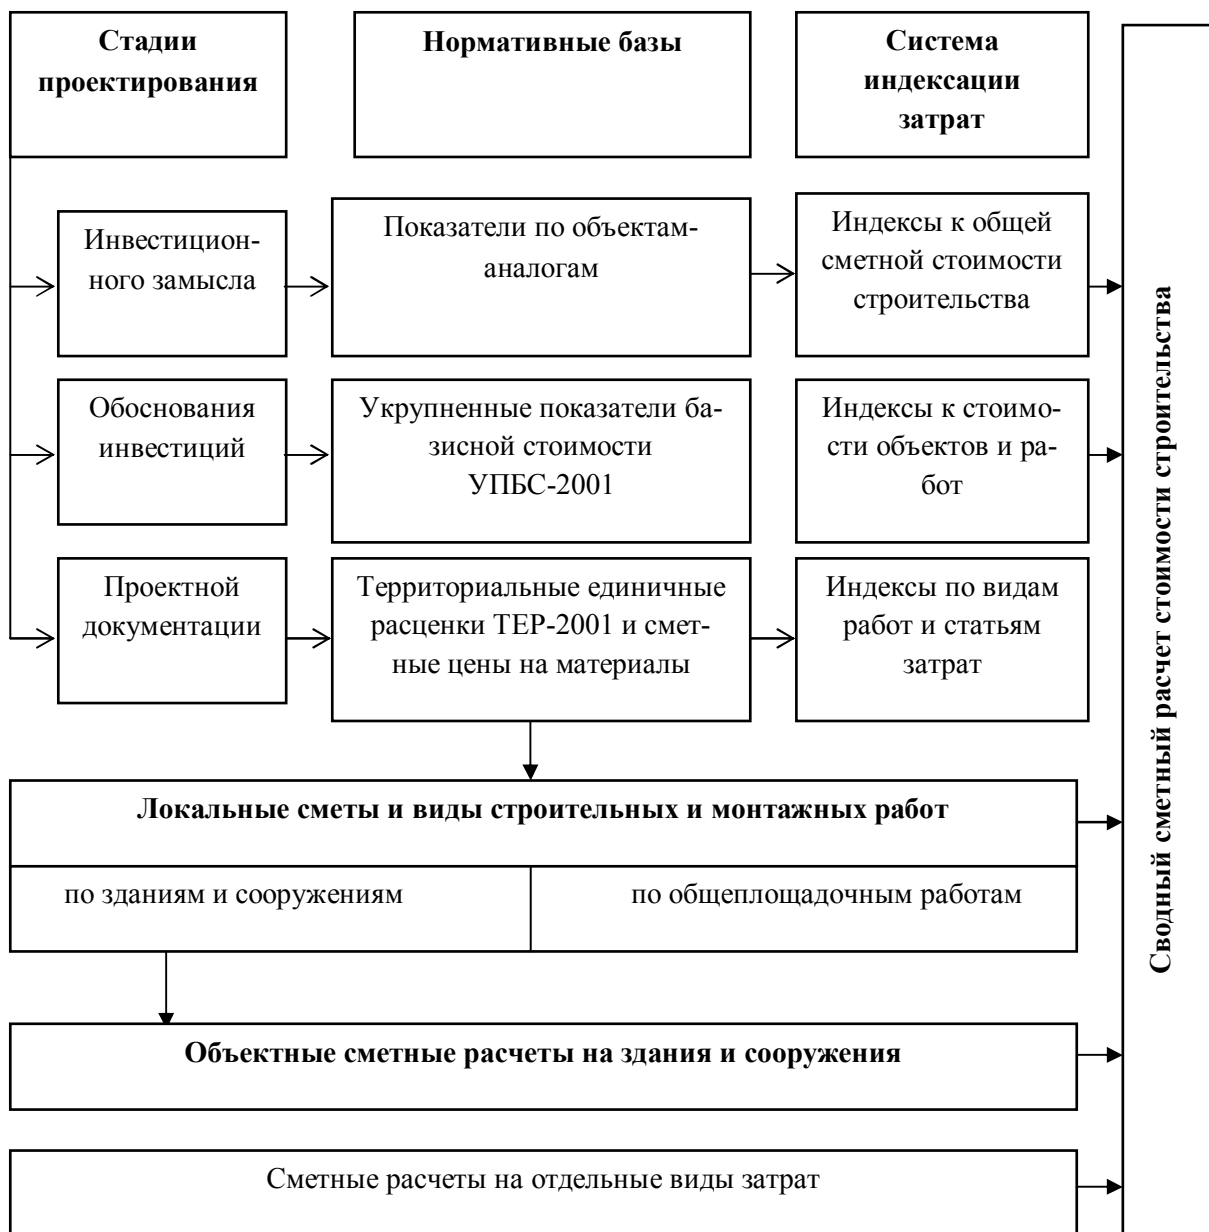 Стадии
проектирования
Нормативные базы
Система
индексации
затрат
Инвестицион-
ного замысла
Показатели по объектам-
аналогам
Индексы к общей
сметной стоимости
строительства
Обоснования
инвестиций
Укрупненные показатели ба-
зисной стоимости
УПБС-2001
Индексы к стоимо-
сти объектов и ра-
бот
Проектной
документации
Территориальные единичные
расценки ТЕР-2001 и смет-
ные цены на материалы
Индексы по видам
работ и статьям
затрат
Локальные сметы и виды строительных и монтажных работ
по зданиям и сооружениям
по общеплощадочным работам
Объектные сметные расчеты на здания и сооружения
Сметные расчеты на отдельные виды затрат
Сводный сметный расчет стоимости строительства